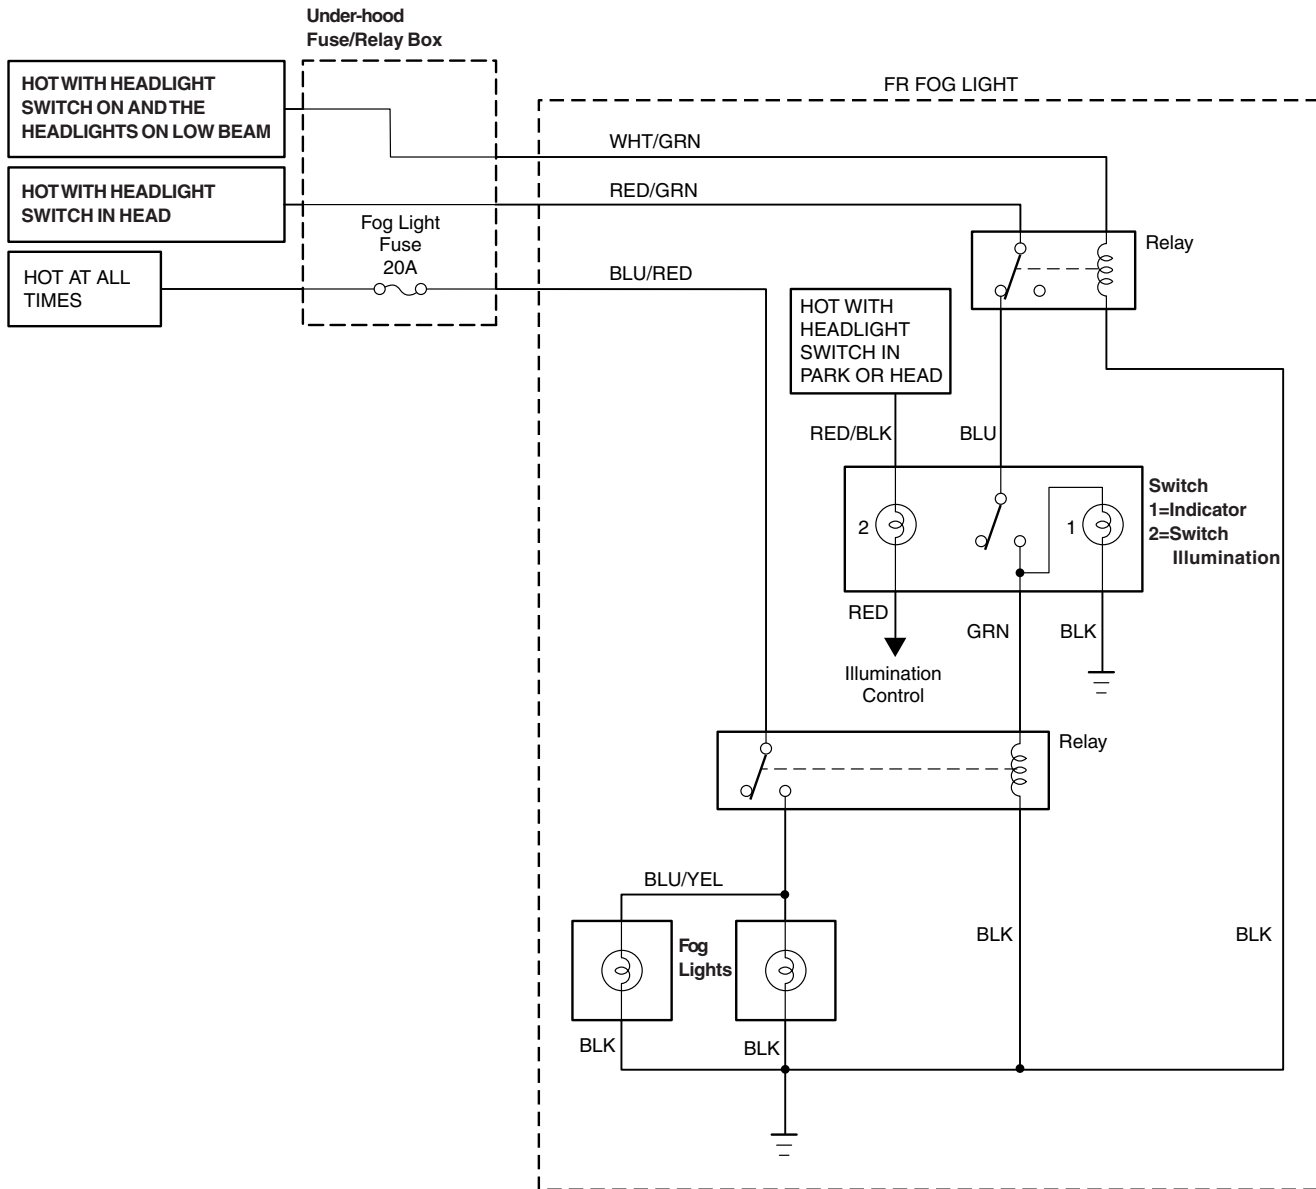 Under-hood
Fuse/Relay Box
HOT WITH HEADLIGHT
SWITCH ON AND THE
HEADLIGHTS ON LOW BEAM
FR FOG LIGHT
WHT/GRN
HOT WITH HEADLIGHT
SWITCH IN HEAD
RED/GRN
Fog Light
Fuse
20A
Relay
HOT AT ALL
TIMES
BLU/RED
HOT WITH
HEADLIGHT
SWITCH IN
PARK OR HEAD
RED/BLK
BLU
Switch
1=Indicator
2=Switch
Illumination
2
1
RED
GRN
BLK
Illumination
Control
Relay
BLU/YEL
Fog
Lights
BLK
BLK
BLK
BLK